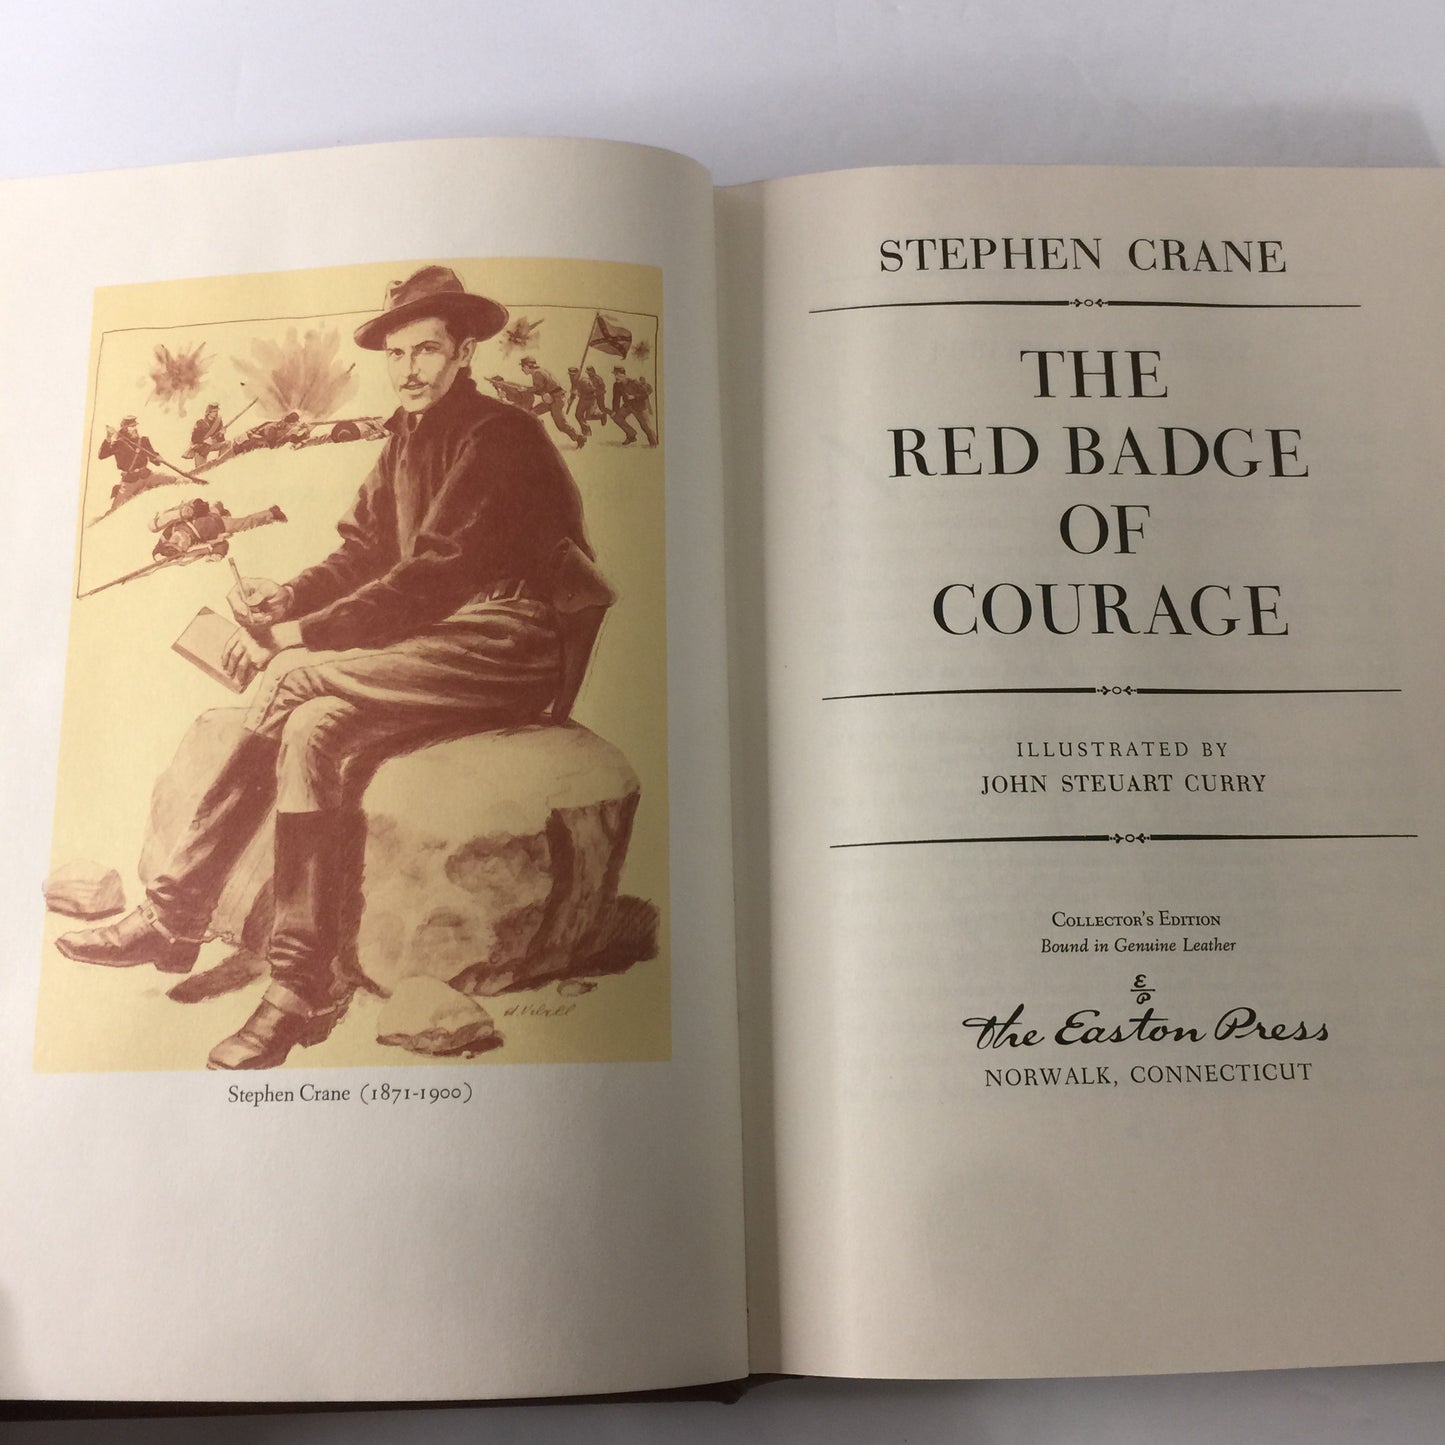 Stephen Crane (1871-1900)
STEPHEN CRANE
THE
RED BADGE
OF
COURAGE
ILLUSTRATED BY
JOHN STEUART CURRY
COLLECTOR'S EDITION
Bound in Genuine Leather
E
P
The Easton Press
NORWALK, CONNECTICUT